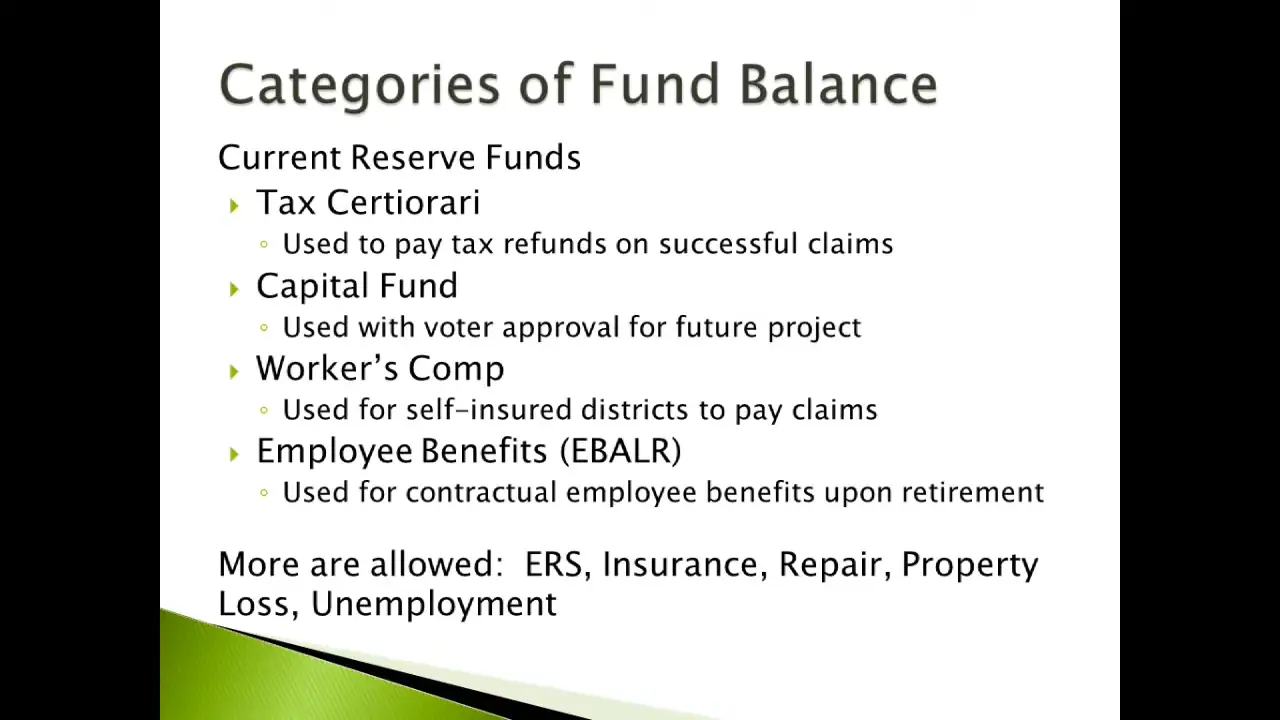 Categories of Fund Balance
Current Reserve Funds
Tax Certiorari
Used to pay tax refunds on successful claims
Capital Fund
Used with voter approval for future project
Worker’s Comp
Used for self-insured districts to pay claims
Employee Benefits (EBALR)
Used for contractual employee benefits upon retirement
More are allowed:  ERS, Insurance, Repair, Property
Loss, Unemployment